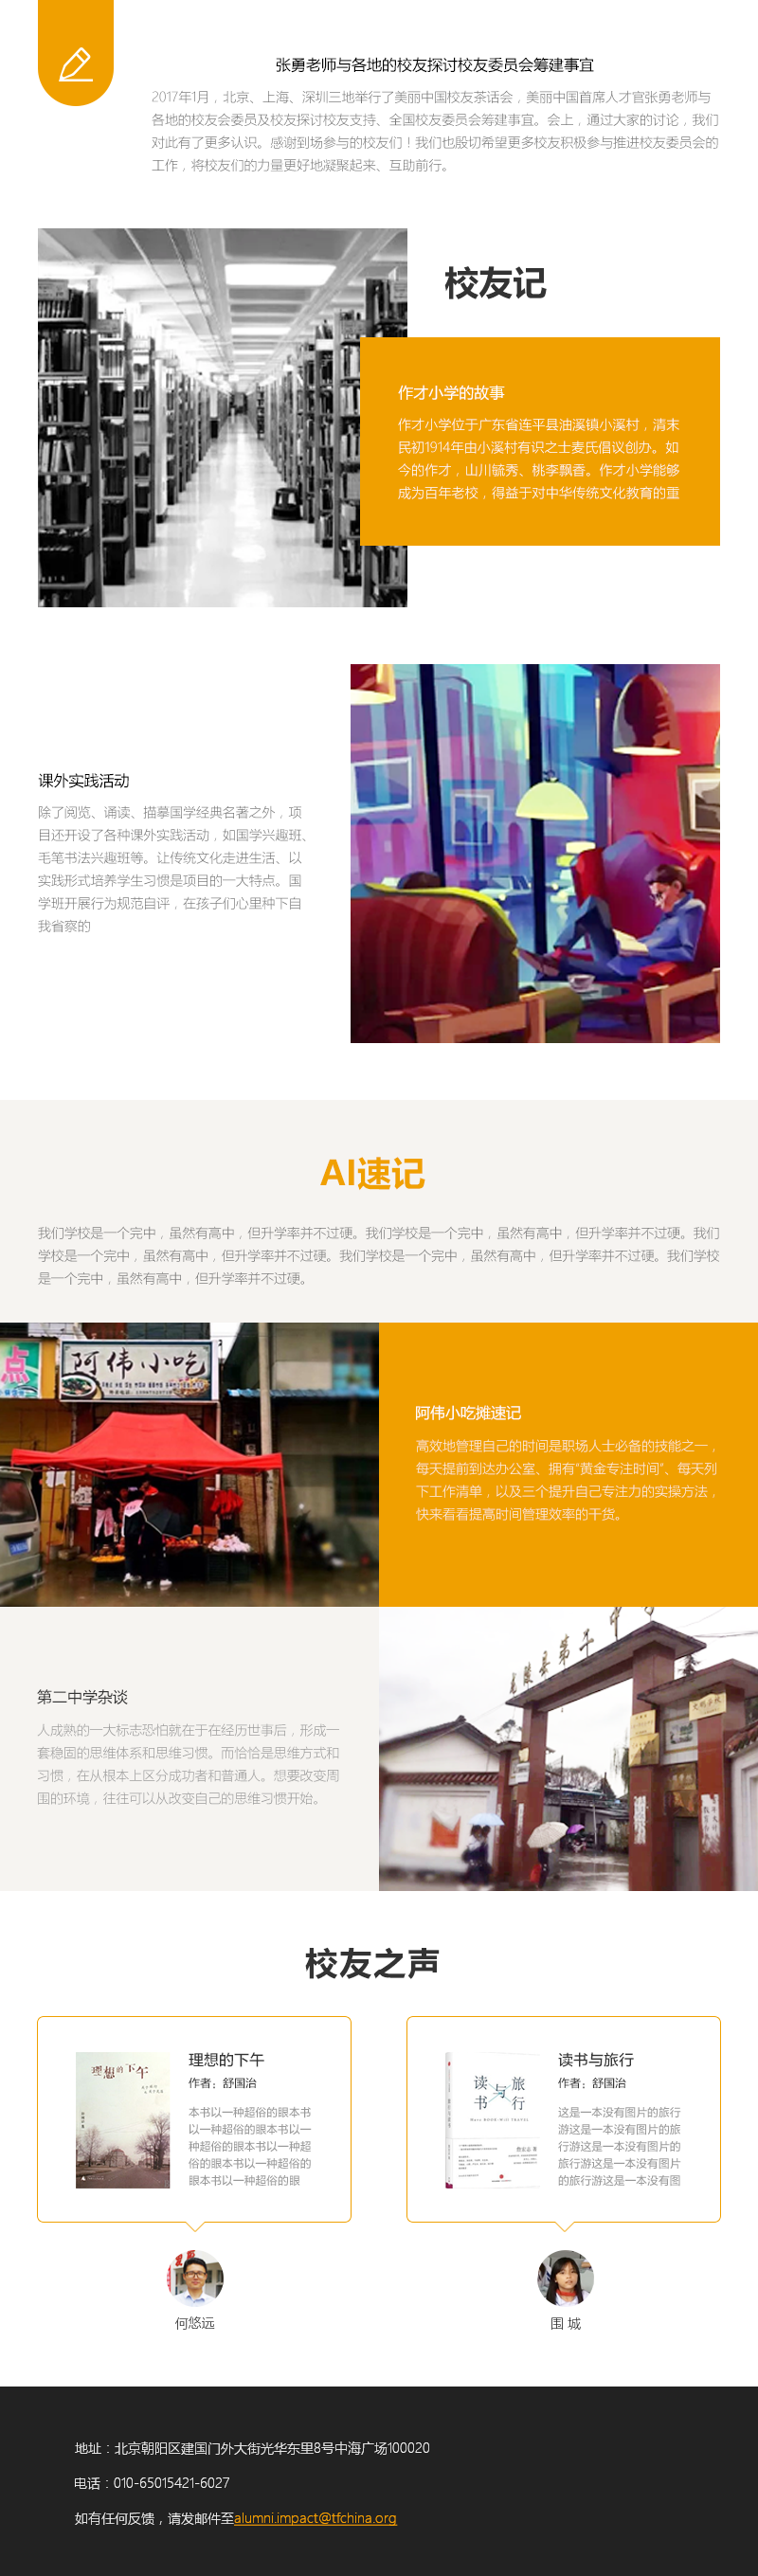 张勇老师与各地的校友探讨校友委员会筹建事宜
2017年1月，北京、上海、深圳三地举行了美丽中国校友茶话会，美丽中国首席人才官张勇老师与
各地的校友会委员及校友探讨校友支持、全国校友委员会筹建事宜。会上，通过大家的讨论，我们
对此有了更多认识。感谢到场参与的校友们！我们也殷切希望更多校友积极参与推进校友委员会的
工作，将校友们的力量更好地凝聚起来、互助前行。
校友记
作才小学的故事
作才小学位于广东省连平县油溪镇小溪村，清末
民初1914年由小溪村有识之士麦氏倡议创办。如
今的作才，山川毓秀、桃李飘香。作才小学能够
成为百年老校，得益于对中华传统文化教育的重
课外实践活动
除了阅览、诵读、描摹国学经典名著之外，项
目还开设了各种课外实践活动，如国学兴趣班、
毛笔书法兴趣班等。让传统文化走进生活、以
实践形式培养学生习惯是项目的一大特点。国
学班开展行为规范自评，在孩子们心里种下自
我省察的
AI速记
我们学校是一个完中，虽然有高中，但升学率并不过硬。我们学校是一个完中，虽然有高中，但升学率并不过硬。我们
学校是一个完中，虽然有高中，但升学率并不过硬。我们学校是一个完中，虽然有高中，但升学率并不过硬。我们学校
是一个完中，虽然有高中，但升学率并不过硬。
点
阿伟小吃
阿伟小吃摊速记
高效地管理自己的时间是职场人士必备的技能之一，
每天提前到达办公室、拥有“黄金专注时间”、每天列
下工作清单，以及三个提升自己专注力的实操方法，
快来看看提高时间管理效率的干货。
第二中学杂谈
人成熟的一大标志恐怕就在于在经历世事后，形成一
套稳固的思维体系和思维习惯。而恰恰是思维方式和
习惯，在从根本上区分成功者和普通人。想要改变周
围的环境，往往可以从改变自己的思维习惯开始。
校友之声
理想的下午
理想的下午
作者：舒国治
本书以一种超俗的眼本书
以一种超俗的眼本书以一
种超俗的眼本书以一种超
俗的眼本书以一种超俗的
眼本书以一种超俗的眼
读书与旅行
读书与旅行
作者：舒国治
这是一本没有图片的旅行
游这是一本没有图片的旅
行游这是一本没有图片的
旅行游这是一本没有图片
的旅行游这是一本没有图
何悠远
围 城
地址：北京朝阳区建国门外大街光华东里8号中海广场100020
电话：010-65015421-6027
如有任何反馈，请发邮件至alumni.impact@tfchina.org